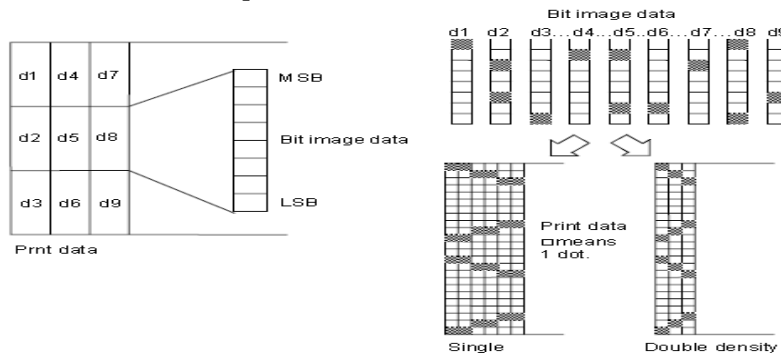 Bit image data
d1 d2 d3... d4... d5.. d6... d7... d8 d9
d1 d4 d7
d2 d5 d8
d3 d6 d9
MSB
Bit image data
LSB
Prnt data
Print data
□means
1 dot.
Single
Double density